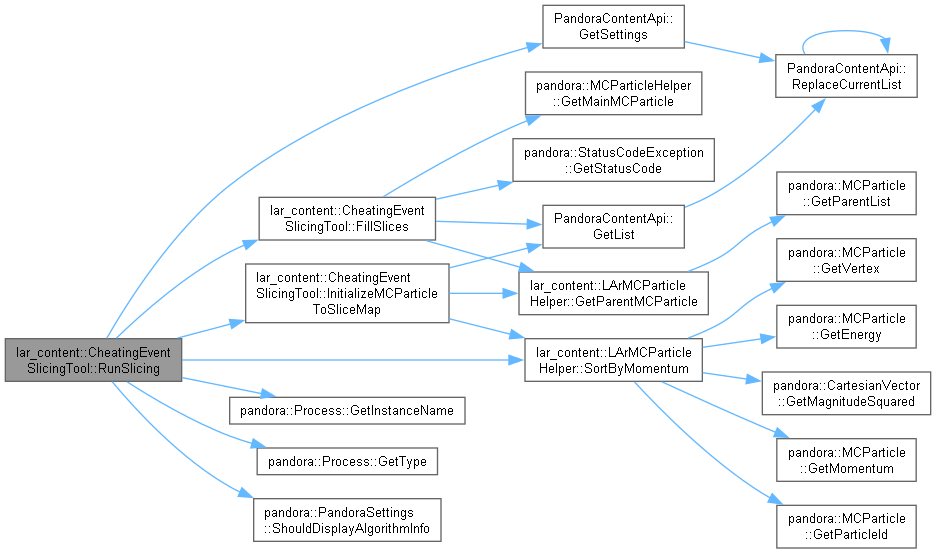 PandoraContentApi::
GetSettings
PandoraContentApi::
ReplaceCurrentList
pandora::MCParticleHelper
::GetMainMCParticle
pandora::StatusCodeException
::GetStatusCode
pandora::MCParticle
::GetParentList
lar_content::CheatingEvent
SlicingTool::FillSlices
PandoraContentApi::
GetList
pandora::MCParticle
::GetVertex
lar_content::CheatingEvent
SlicingTool::InitializeMCParticle
ToSliceMap
lar_content::LArMCParticle
Helper::GetParentMCParticle
pandora::MCParticle
::GetEnergy
lar_content::CheatingEvent
SlicingTool::RunSlicing
lar_content::LArMCParticle
Helper::SortByMomentum
pandora::CartesianVector
::GetMagnitudeSquared
pandora::Process::GetInstanceName
pandora::MCParticle
::GetMomentum
pandora::Process::GetType
pandora::PandoraSettings
::ShouldDisplayAlgorithmInfo
pandora::MCParticle
::GetParticleId